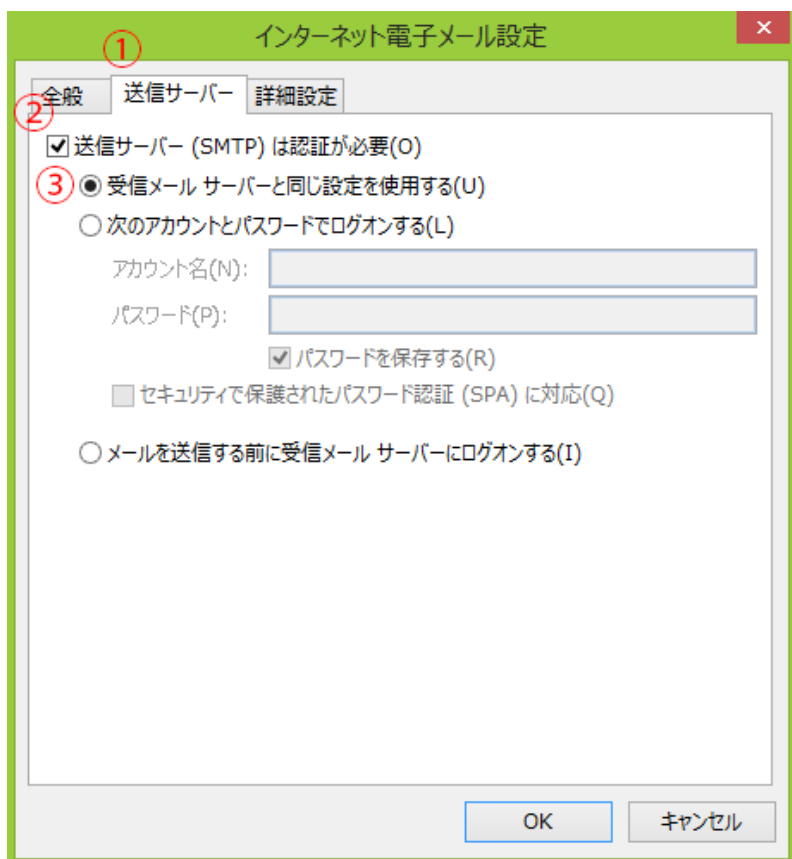 インターネット電子メール設定
①
全般 送信サーバー 詳細設定
②
送信サーバー (SMTP) は認証が必要(O)
③ 受信メール サーバーと同じ設定を使用する(U)
次のアカウントとパスワードでログオンする(L)
アカウント名(N):
パスワード(P):
パスワードを保存する(R)
セキュリティで保護されたパスワード認証 (SPA) に対応(Q)
メールを送信する前に受信メール サーバーにログオンする(I)
OK キャンセル